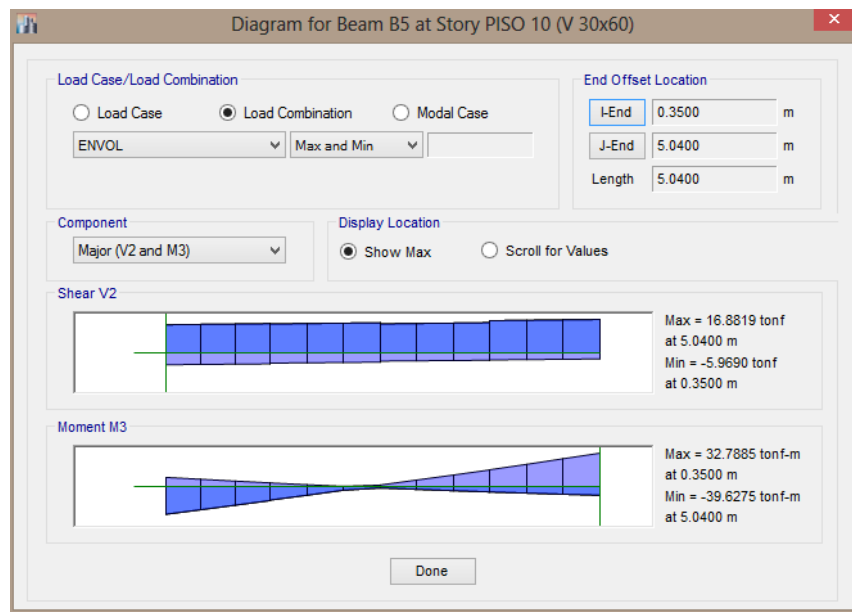 Diagram for Beam B5 at Story PISO 10 (V 30x60)
Load Case/Load Combination
Load Case
Load Combination
Modal Case
ENVOL
Max and Min
End Offset Location
I-End
0.3500
m
J-End
5.0400
m
Length
5.0400
m
Component
Major (V2 and M3)
Display Location
Show Max
Scroll for Values
Shear V2
Max = 16.8819 tonf
at 5.0400 m
Min = -5.9690 tonf
at 0.3500 m
Moment M3
Max = 32.7885 tonf-m
at 0.3500 m
Min = -39.6275 tonf-m
at 5.0400 m
Done